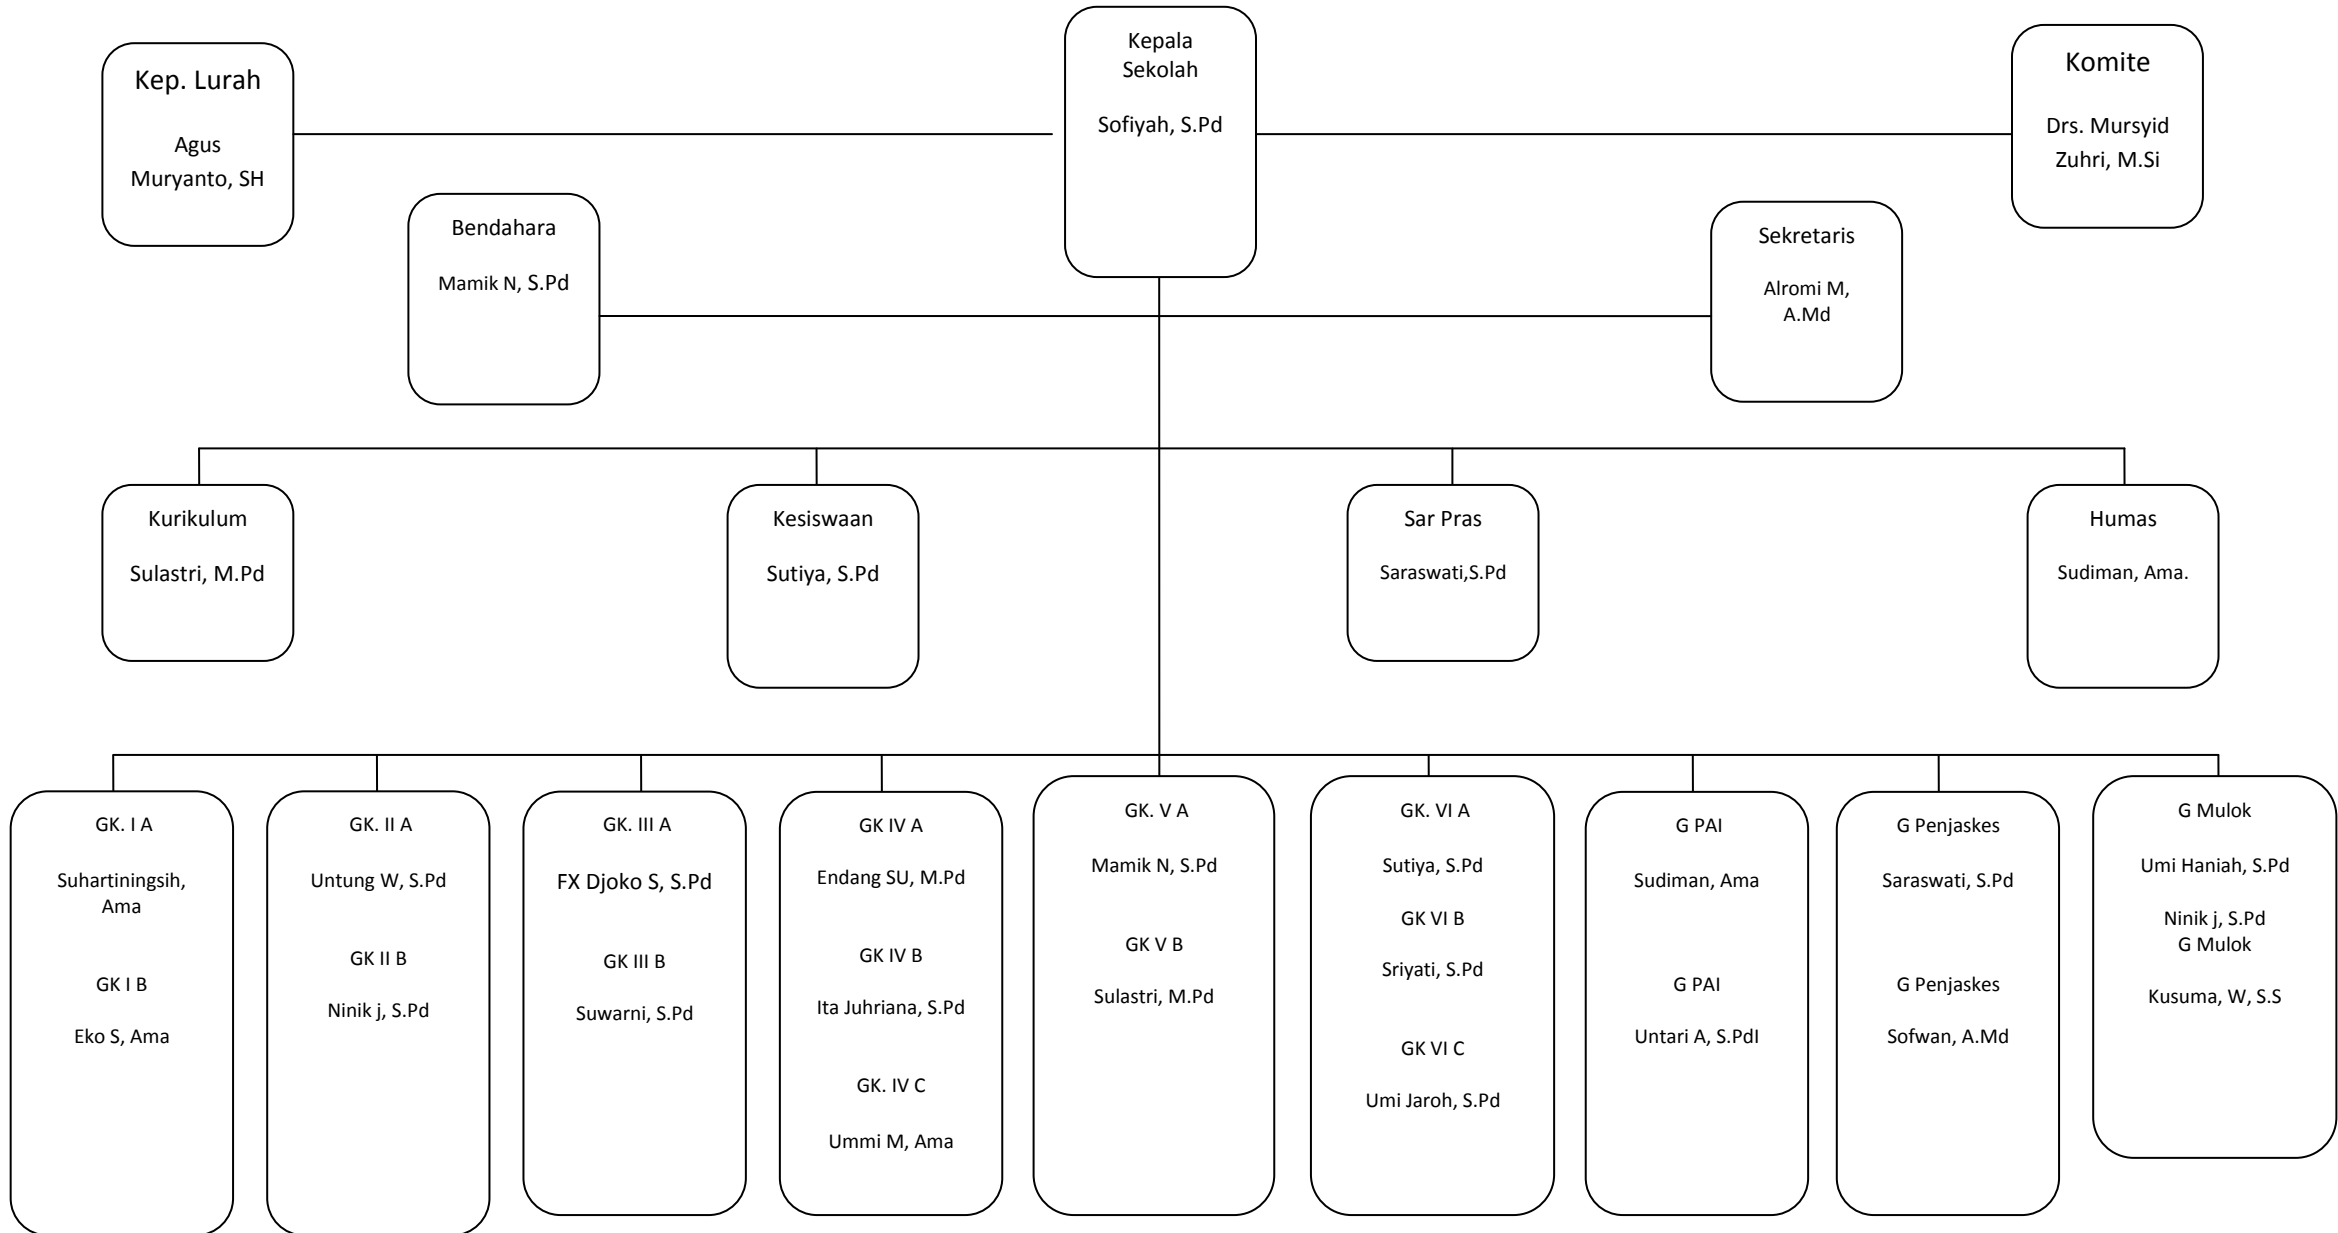 Kep. Lurah
Agus
Muryanto, SH
Kepala
Sekolah
Sofiyah, S.Pd
Komite
Drs. Mursyid
Zuhri, M.Si
Bendahara
Mamik N, S.Pd
Sekretaris
Alromi M,
A.Md
Kurikulum
Sulastri, M.Pd
Kesiswaan
Sutiya, S.Pd
Sar Pras
Saraswati,S.Pd
Humas
Sudiman, Ama.
GK. I A
Suhartiningsih,
Ama
GK I B
Eko S, Ama
GK. II A
Untung W, S.Pd
GK II B
Ninik j, S.Pd
GK. III A
FX Djoko S, S.Pd
GK III B
Suwarni, S.Pd
GK IV A
Endang SU, M.Pd
GK IV B
Ita Juhriana, S.Pd
GK. IV C
Ummi M, Ama
GK. V A
Mamik N, S.Pd
GK V B
Sulastri, M.Pd
GK. VI A
Sutiya, S.Pd
GK VI B
Sriyati, S.Pd
GK VI C
Umi Jaroh, S.Pd
G PAI
Sudiman, Ama
G PAI
Untari A, S.PdI
G Penjaskes
Saraswati, S.Pd
G Penjaskes
Sofwan, A.Md
G Mulok
Umi Haniah, S.Pd
Ninik j, S.Pd
G Mulok
Kusuma, W, S.S